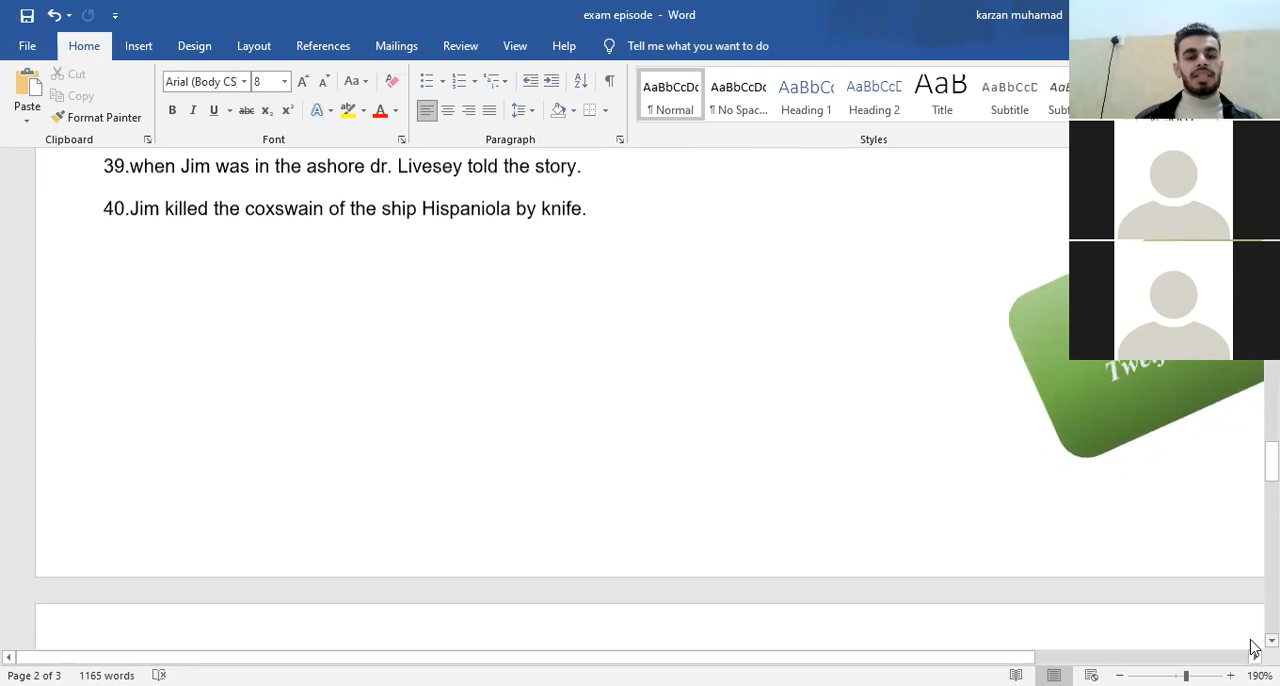 exam episode - Word
karzan muhamad
File Home Insert Design Layout References Mailings Review View Help Tell me what you want to do
Paste
Cut
Copy
Format Painter
Clipboard
Arial (Body CS) 8
Font
Paragraph
AaBbCcDc AaBbCcDc AaBbCc AaBbCcD AaB AaBbCcD
¶ Normal ¶ No Spac... Heading 1 Heading 2 Title Subtitle
Styles
39.when Jim was in the ashore dr. Livesey told the story.
40.Jim killed the coxswain of the ship Hispaniola by knife.
Page 2 of 3 1165 words 190%